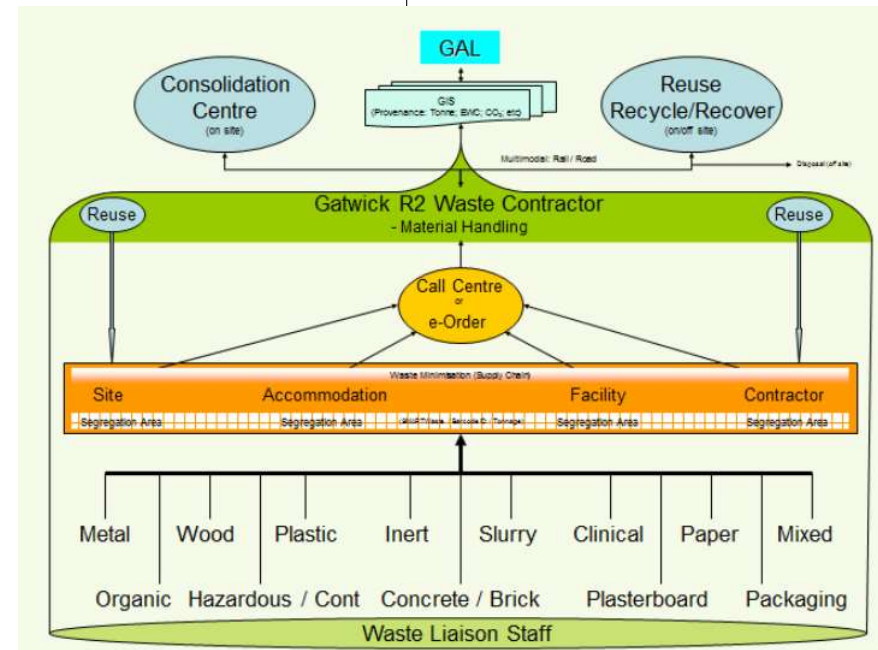 GAL
Consolidation
Centre
(on site)
GIS
(Provenance: Tonne; EWC; CO₂; etc)
Reuse
Recycle/Recover
(on/off site)
Multimodal: Rail / Road
Disposal (off site)
Reuse
Gatwick R2 Waste Contractor
- Material Handling
Reuse
Call Centre
or
e-Order
Waste Minimisation (Supply Chain)
Site
Accommodation
Facility
Contractor
Segregation Area
Segregation Area
(SMARTWaste / Barcode ID / Tonnage)
Segregation Area
Segregation Area
Metal
Wood
Plastic
Inert
Slurry
Clinical
Paper
Mixed
Organic
Hazardous / Cont
Concrete / Brick
Plasterboard
Packaging
Waste Liaison Staff